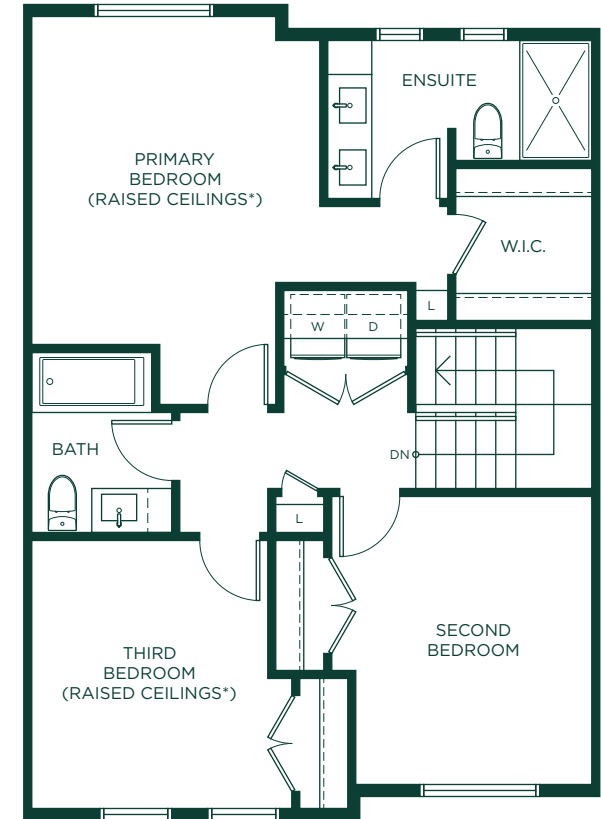 ENSUITE
PRIMARY
BEDROOM
(RAISED CEILINGS*)
W.I.C.
L
W
D
BATH
DN
L
SECOND
BEDROOM
THIRD
BEDROOM
(RAISED CEILINGS*)